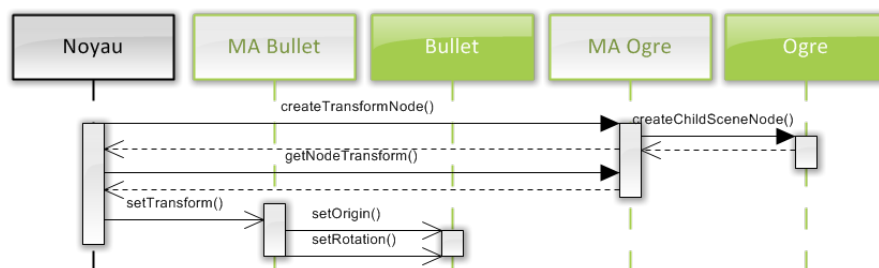 Noyau
MA Bullet
Bullet
MA Ogre
Ogre
createTransformNode()
createChildSceneNode()
getNodeTransform()
setTransform()
setOrigin()
setRotation()